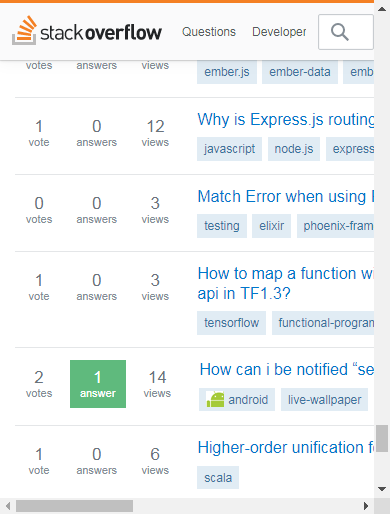 stackoverflow Questions Developer
votes answers views
ember.js ember-data emb
1 0 12 Why is Express.js routing
vote answers views
javascript node.js express
0 0 3 Match Error when using
votes answers views
testing elixir phoenix-fram
1 0 3 How to map a function w
vote answers views
api in TF1.3?
tensorflow functional-program
2 1 14 How can i be notified “se
votes answer views
android live-wallpaper
1 0 6 Higher-order unification f
vote answers views
scala